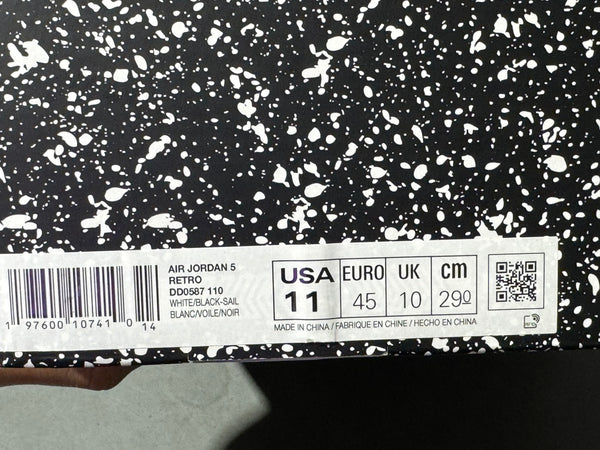 AIR JORDAN 5
RETRO
DD0587 110
WHITE/BLACK-SAIL
BLANC/VOILE/NOIR
1 97600 10741 0 14
USA EURO UK cm
11 45 10 290
MADE IN CHINA / FABRIQUE EN CHINE / HECHO EN CHINA